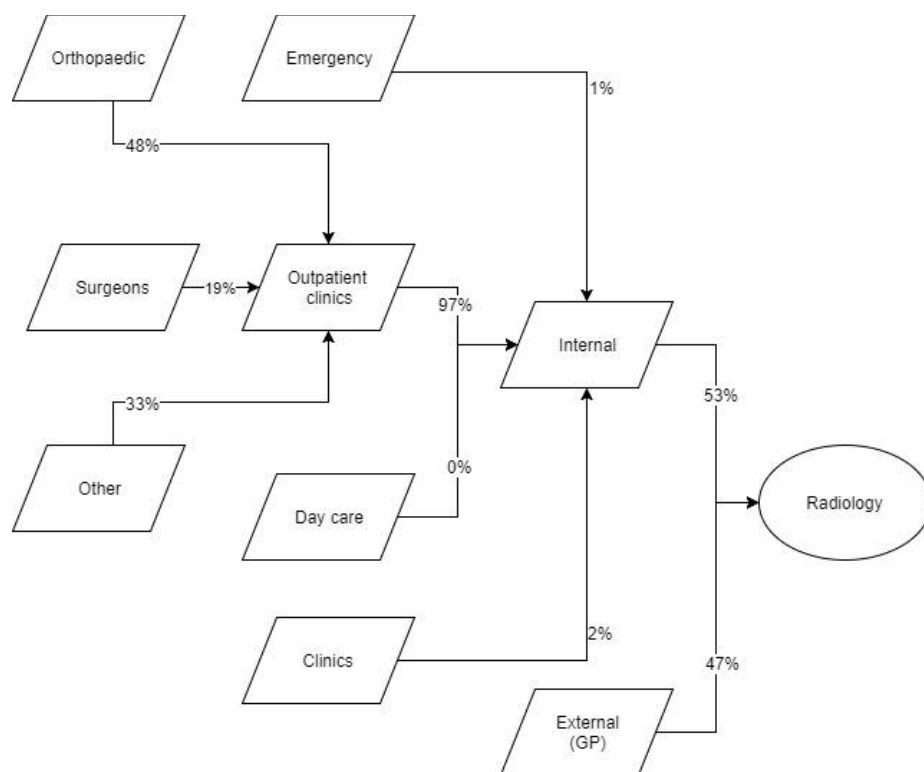 Orthopaedic
Emergency
1%
48%
Surgeons
19%
Outpatient
clinics
97%
Internal
53%
33%
Other
0%
Day care
Radiology
Clinics
2%
47%
External
(GP)